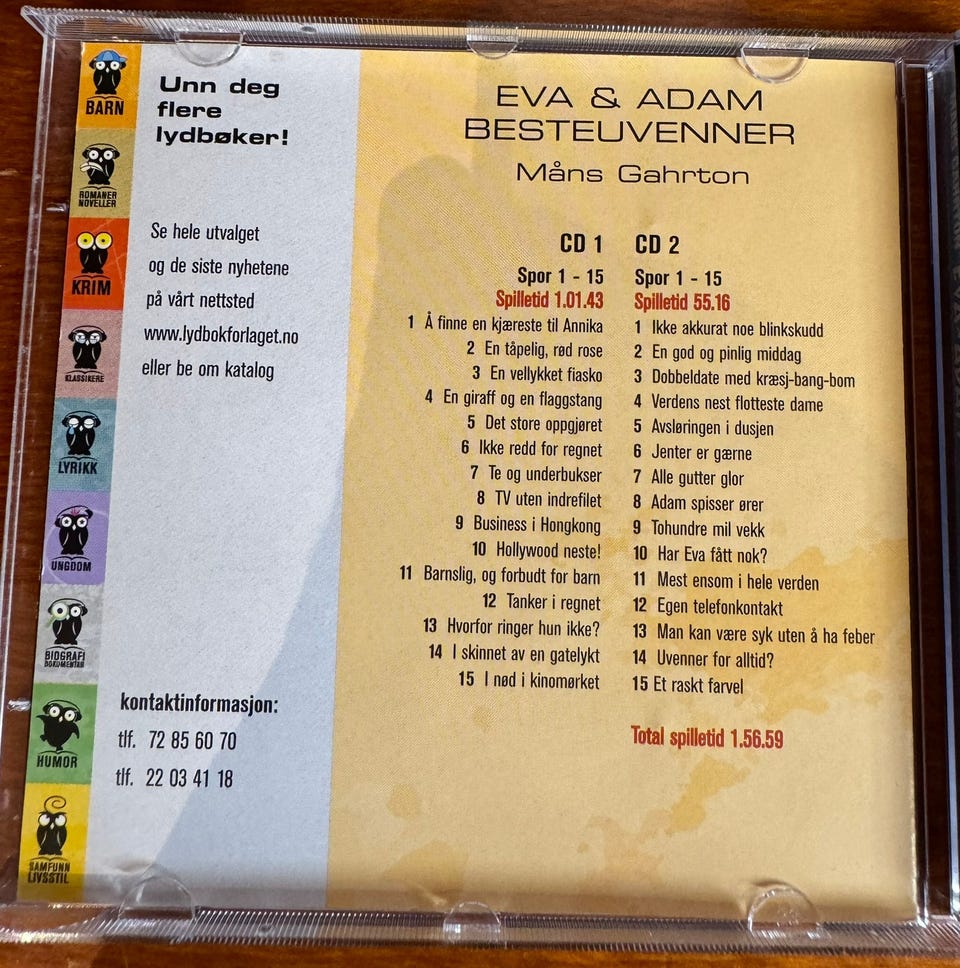 BARN
ROMANER
NOVELLER
KRIM
KLASSIKERE
LYRIKK
UNGDOM
BIOGRAFI
DOKUMENTAR
HUMOR
SAMFUNN
LIVSSTIL
Unn deg
flere
lydbøker!
Se hele utvalget
og de siste nyhetene
på vårt nettsted
www.lydbokforlaget.no
eller be om katalog
kontaktinformasjon:
tlf. 72 85 60 70
tlf. 22 03 41 18
EVA & ADAM
BESTEUVENNER
Måns Gahrton
CD 1
Spor 1 - 15
Spilletid 1.01.43
1 Å finne en kjæreste til Annika
2 En tåpelig, rød rose
3 En vellykket fiasko
4 En giraff og en flaggstang
5 Det store oppgjøret
6 Ikke redd for regnet
7 Te og underbukser
8 TV uten indrefilet
9 Business i Hongkong
10 Hollywood neste!
11 Barnslig, og forbudt for barn
12 Tanker i regnet
13 Hvorfor ringer hun ikke?
14 I skinnet av en gatelykt
15 I nød i kinomørket
CD 2
Spor 1 - 15
Spilletid 55.16
1 Ikke akkurat noe blinkskudd
2 En god og pinlig middag
3 Dobbeldate med kræsj-bang-bom
4 Verdens nest flotteste dame
5 Avsløringen i dusjen
6 Jenter er gærne
7 Alle gutter glor
8 Adam spisser ører
9 Tohundre mil vekk
10 Har Eva fått nok?
11 Mest ensom i hele verden
12 Egen telefonkontakt
13 Man kan være syk uten å ha feber
14 Uvenner for alltid?
15 Et raskt farvel
Total spilletid 1.56.59